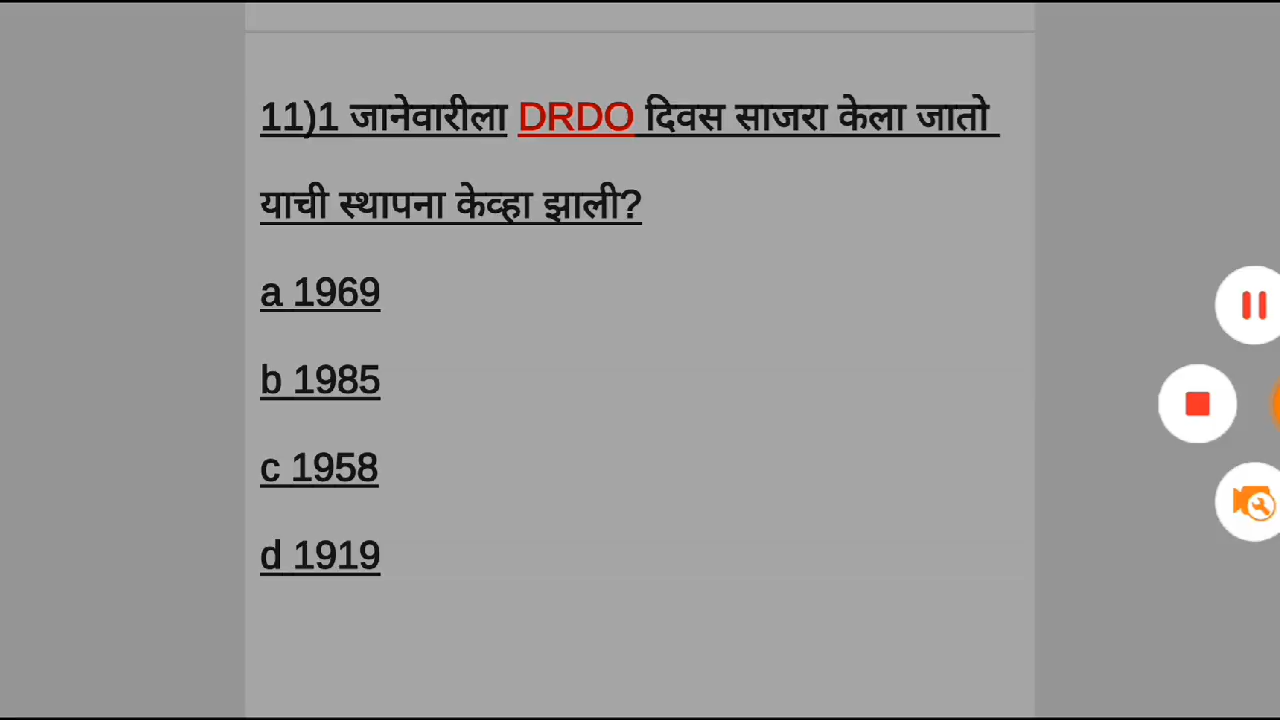 11)1 जानेवारीला DRDO दिवस साजरा केला जातो
याची स्थापना केव्हा झाली?
a 1969
b 1985
c 1958
d 1919